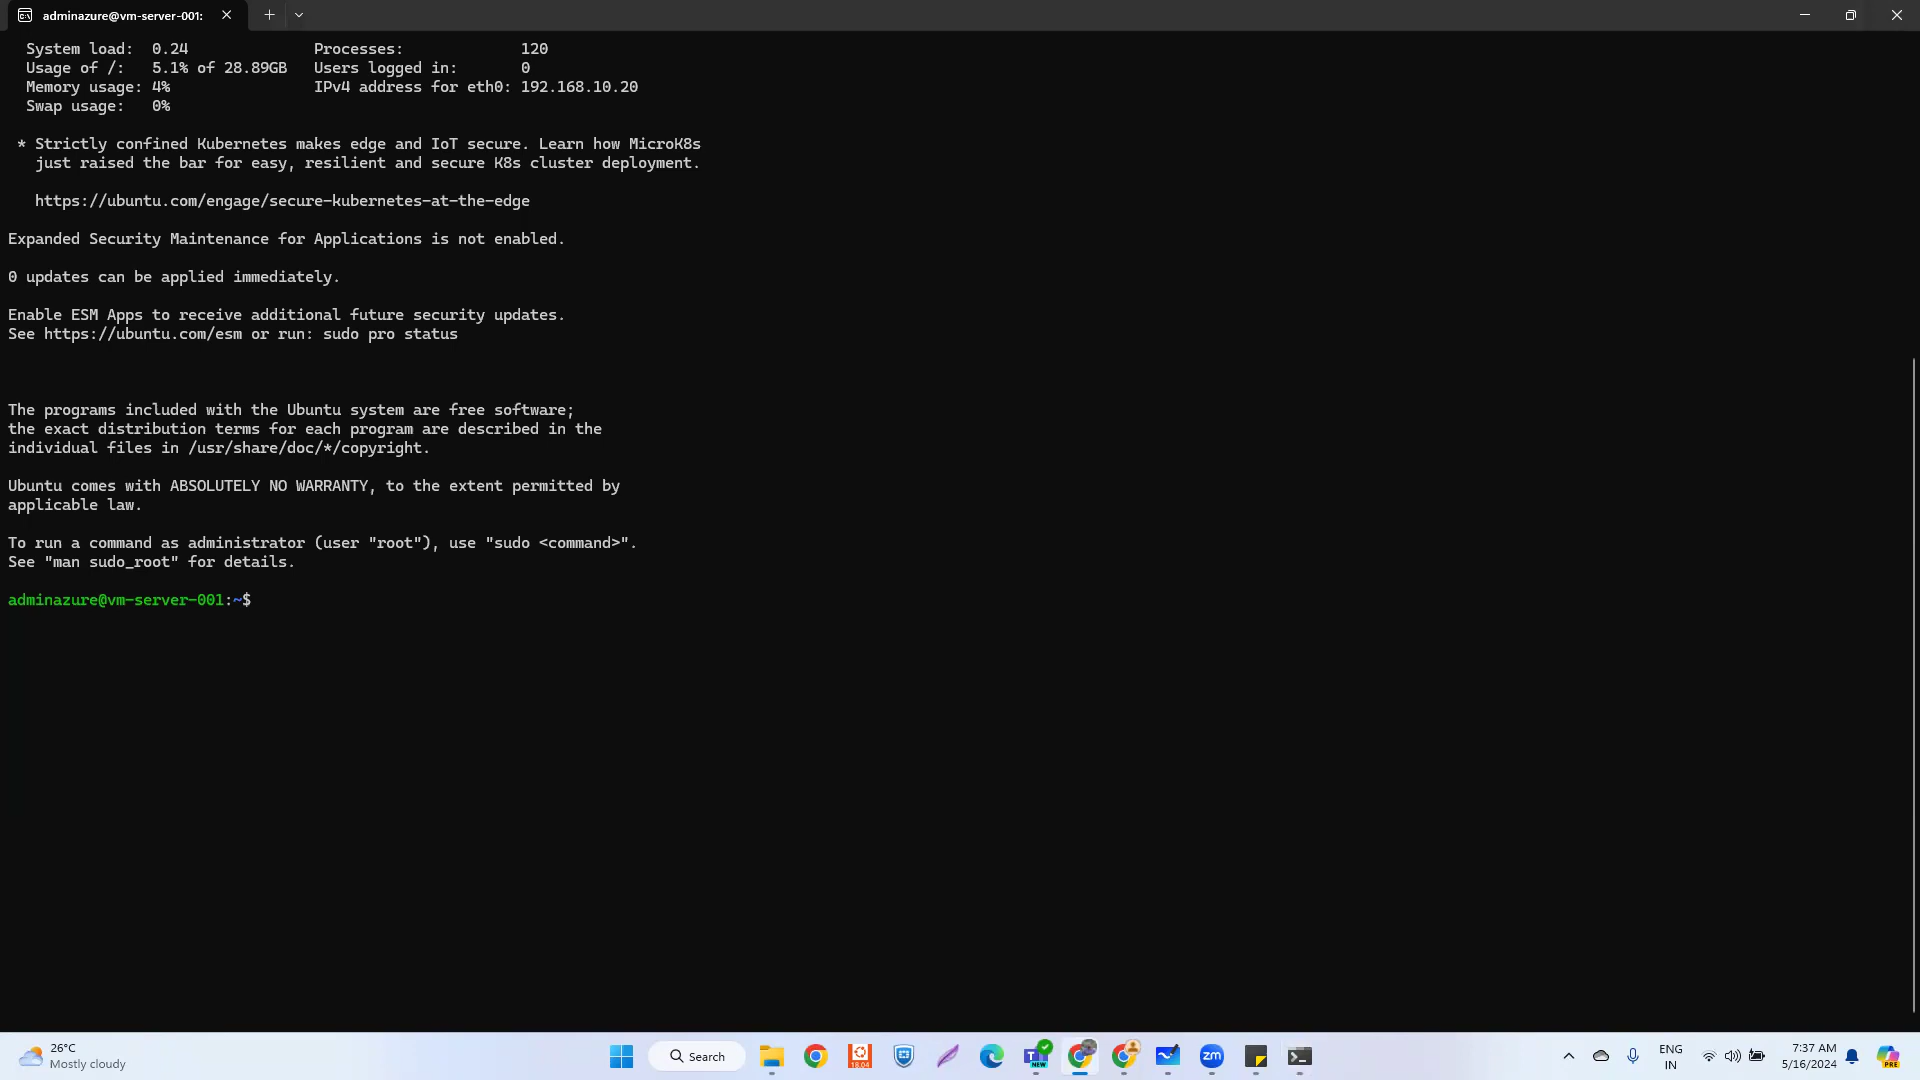 adminazure@vm-server-001:
System load: 0.24 Processes: 120
Usage of /: 5.1% of 28.89GB Users logged in: 0
Memory usage: 4% IPv4 address for eth0: 192.168.10.20
Swap usage: 0%
* Strictly confined Kubernetes makes edge and IoT secure. Learn how MicroK8s
just raised the bar for easy, resilient and secure K8s cluster deployment.
https://ubuntu.com/engage/secure-kubernetes-at-the-edge
Expanded Security Maintenance for Applications is not enabled.
0 updates can be applied immediately.
Enable ESM Apps to receive additional future security updates.
See https://ubuntu.com/esm or run: sudo pro status
The programs included with the Ubuntu system are free software;
the exact distribution terms for each program are described in the
individual files in /usr/share/doc/*/copyright.
Ubuntu comes with ABSOLUTELY NO WARRANTY, to the extent permitted by
applicable law.
To run a command as administrator (user "root"), use "sudo <command>".
See "man sudo_root" for details.
adminazure@vm-server-001:~$
26°C
Mostly cloudy
Search
18.04
NEW
zm
ENG
IN
7:37 AM
5/16/2024
PRE